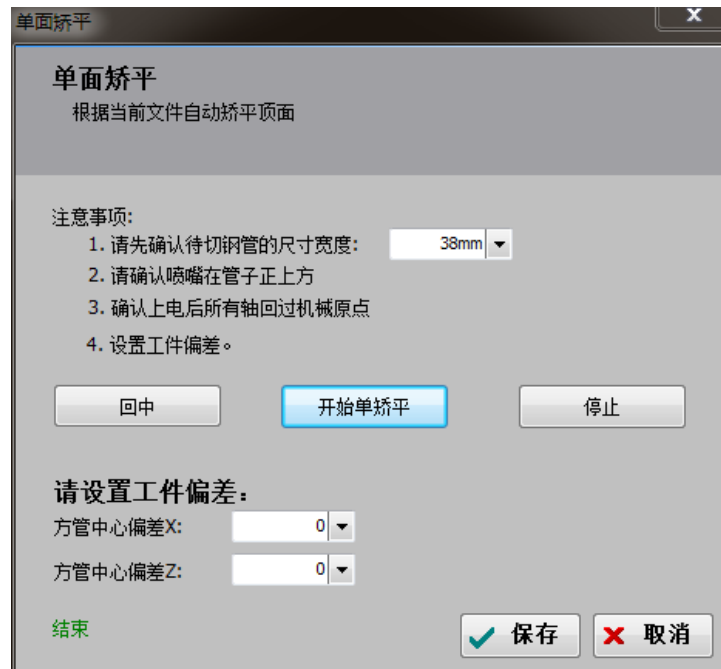 单面矫平
单面矫平
根据当前文件自动矫平顶面
注意事项:
1. 请先确认待切钢管的尺寸宽度: 38mm
2. 请确认喷嘴在管子正上方
3. 确认上电后所有轴回过机械原点
4. 设置工件偏差。
回中 开始单矫平 停止
请设置工件偏差:
方管中心偏差X: 0
方管中心偏差Z: 0
结束 保存 取消